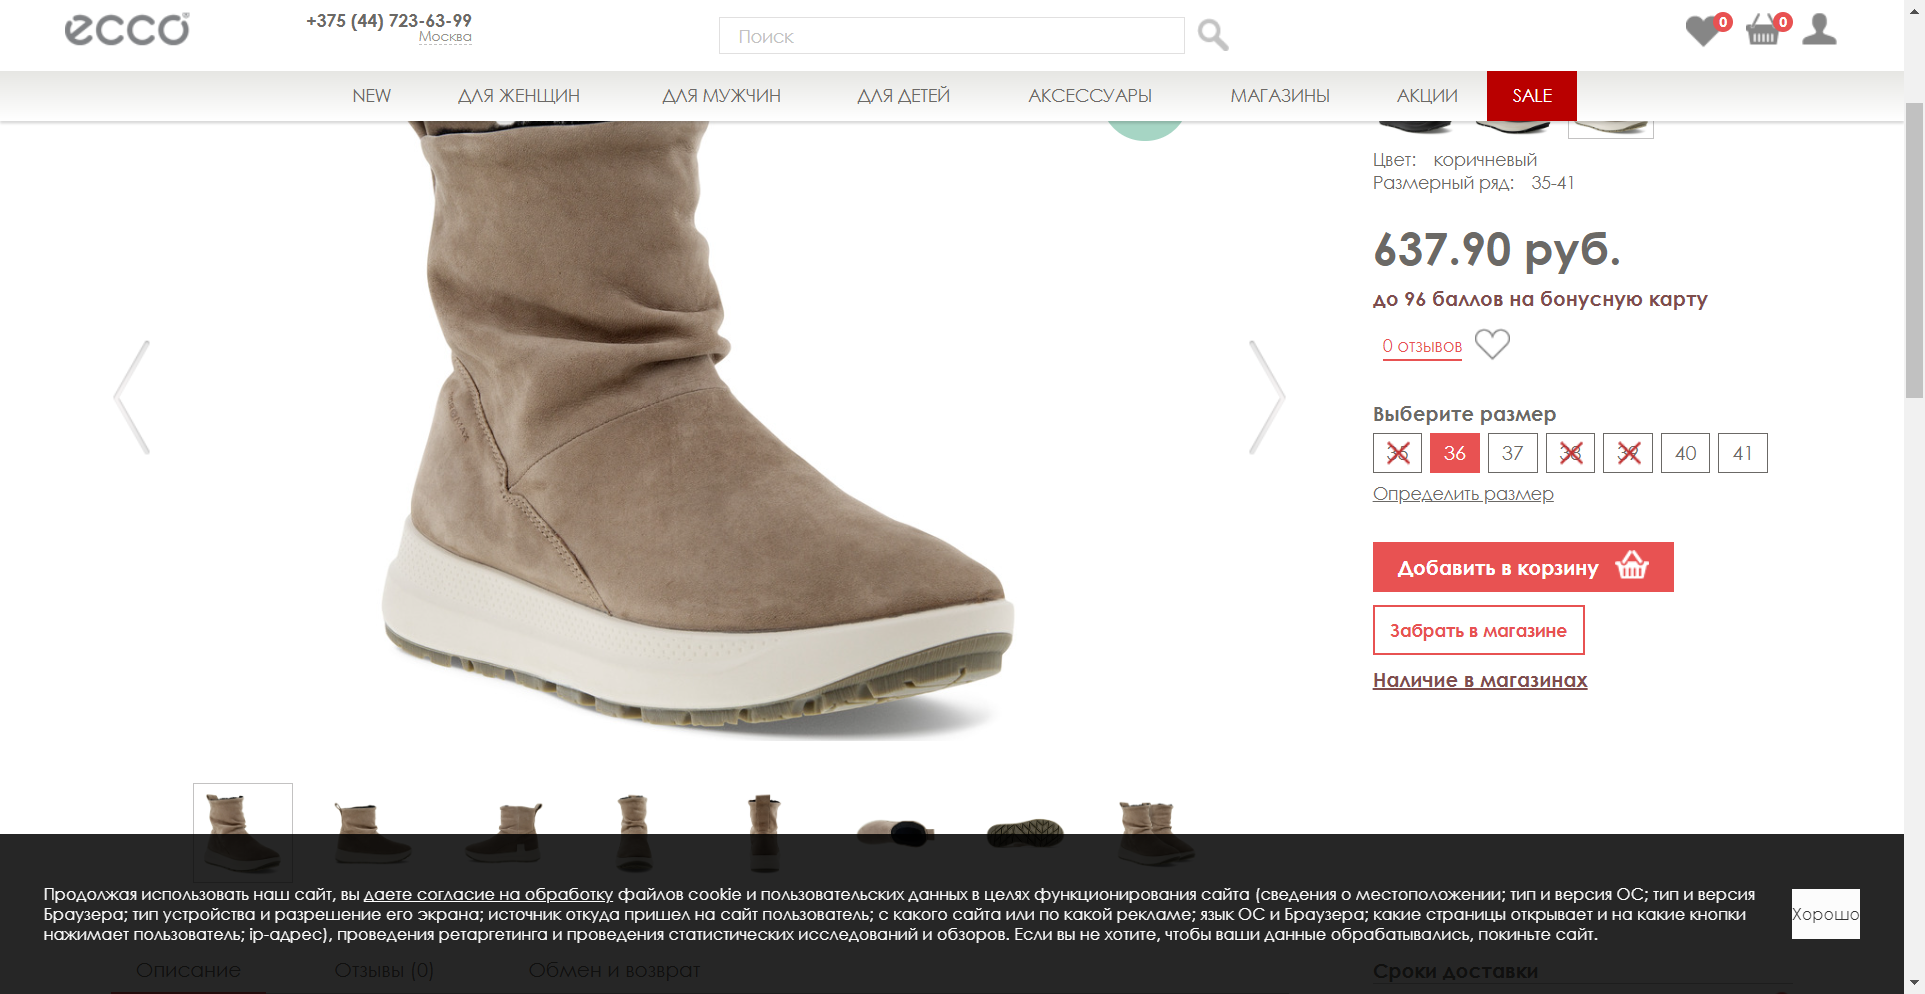 ecco
+375 (44) 723-63-99
Москва
Поиск
0
0
NEW
ДЛЯ ЖЕНЩИН
ДЛЯ МУЖЧИН
ДЛЯ ДЕТЕЙ
АКСЕССУАРЫ
МАГАЗИНЫ
АКЦИИ
SALE
Цвет: коричневый
Размерный ряд: 35-41
637.90 руб.
до 96 баллов на бонусную карту
0 отзывов
Выберите размер
35 36 37 38 39 40 41
Определить размер
Добавить в корзину
Забрать в магазине
Наличие в магазинах
Продолжая использовать наш сайт, вы даете согласие на обработку файлов cookie и пользовательских данных в целях функционирования сайта (сведения о местоположении; тип и версия ОС; тип и версия
Браузера; тип устройства и разрешение его экрана; источник откуда пришел на сайт пользователь; с какого сайта или по какой рекламе; язык ОС и Браузера; какие страницы открывает и на какие кнопки
нажимает пользователь; ip-адрес), проведения ретаргетинга и проведения статистических исследований и обзоров. Если вы не хотите, чтобы ваши данные обрабатывались, покиньте сайт.
Хорошо
Описание
Отзывы (0)
Обмен и возврат
Сроки доставки